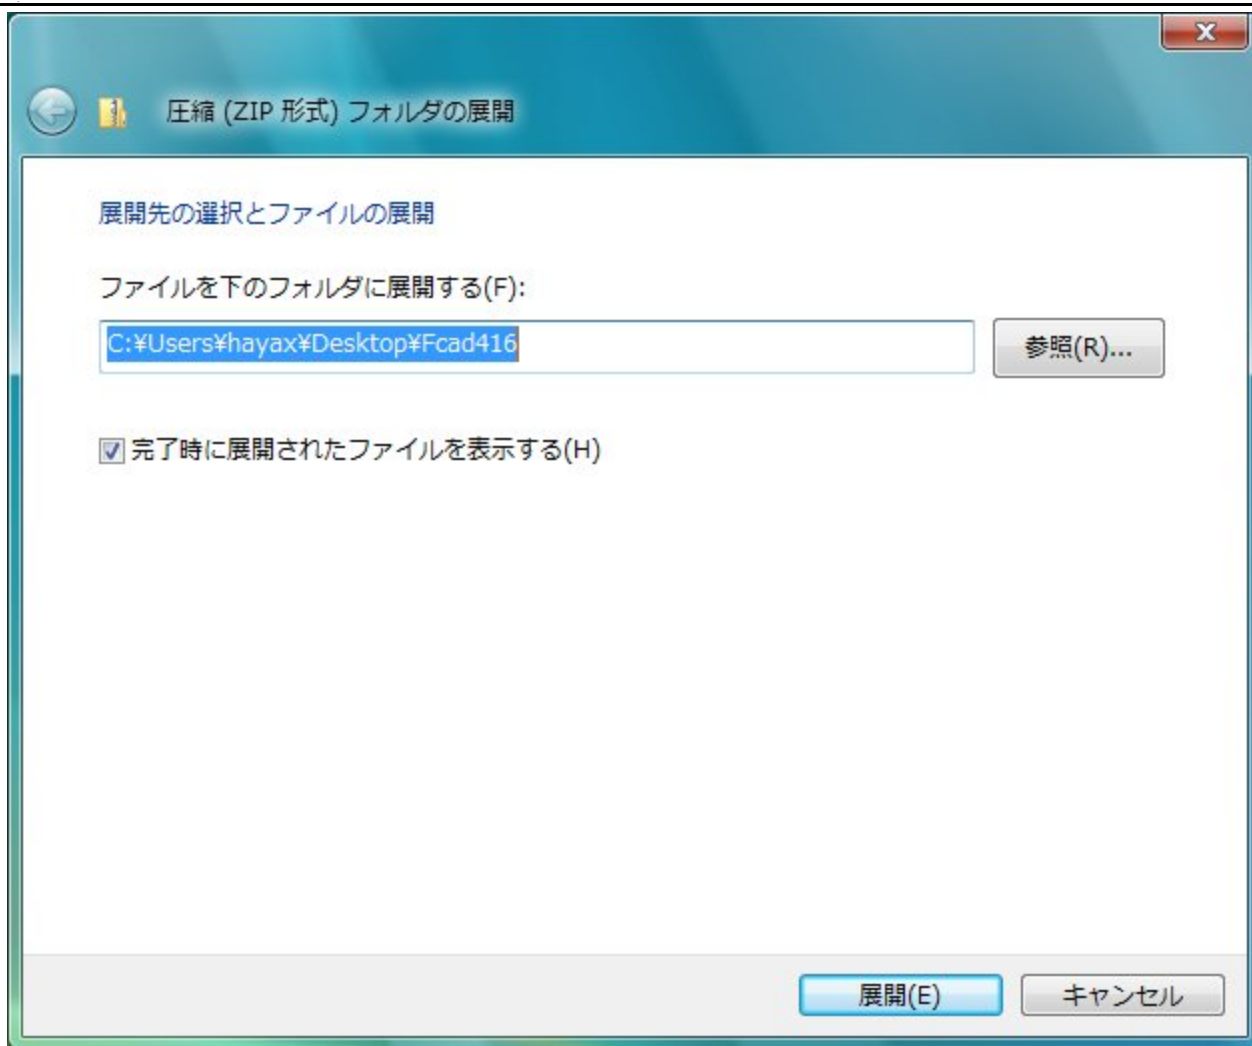 圧縮 (ZIP 形式) フォルダの展開
展開先の選択とファイルの展開
ファイルを下のフォルダに展開する(F):
C:¥Users¥hayax¥Desktop¥Fcad416
参照(R)...
完了時に展開されたファイルを表示する(H)
展開(E)
キャンセル